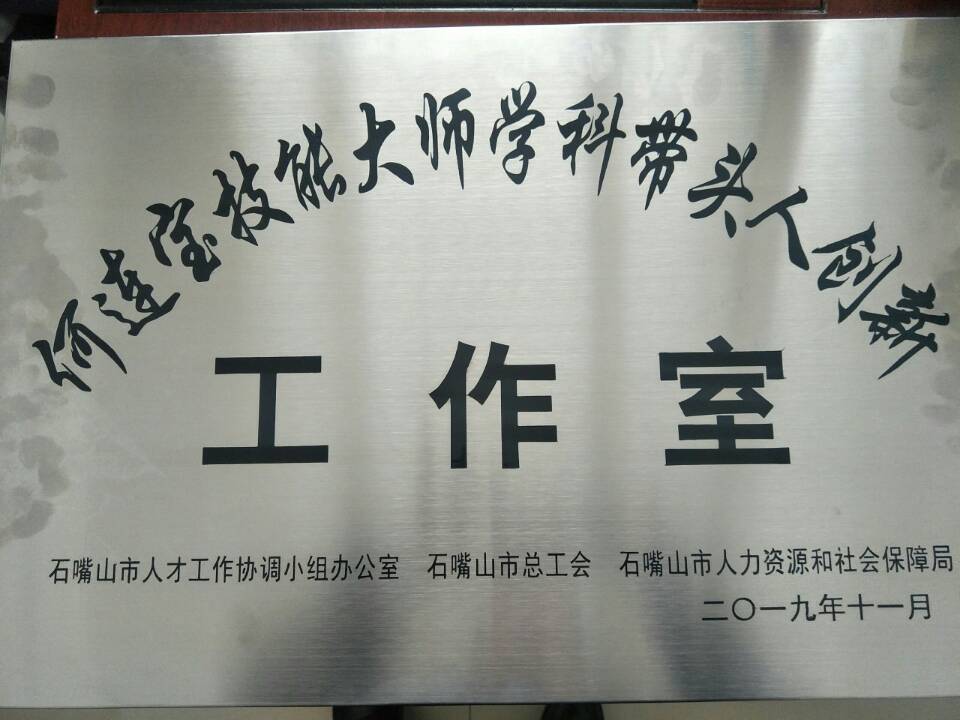 何连宝技能大师学科带头人创新
工作室
石嘴山市人才工作协调小组办公室 石嘴山市总工会 石嘴山市人力资源和社会保障局
二〇一九年十一月